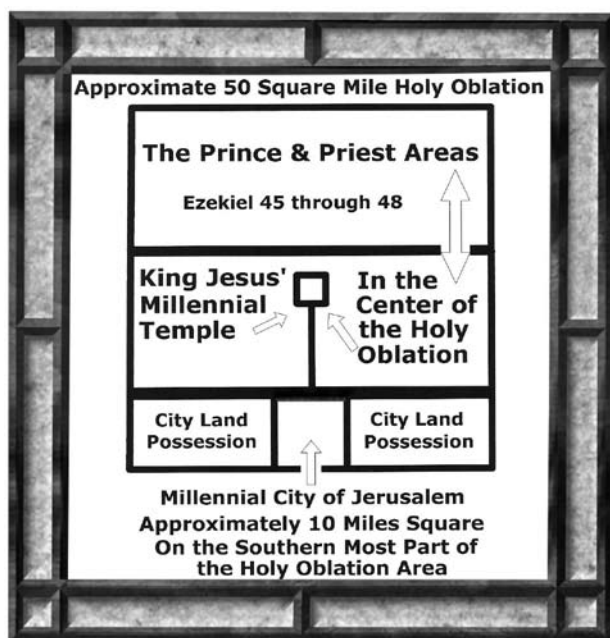 Approximate 50 Square Mile Holy Oblation
The Prince & Priest Areas
Ezekiel 45 through 48
King Jesus'
Millennial
Temple
In the
Center of
the Holy
Oblation
City Land
Possession
City Land
Possession
Millennial City of Jerusalem
Approximately 10 Miles Square
On the Southern Most Part of
the Holy Oblation Area